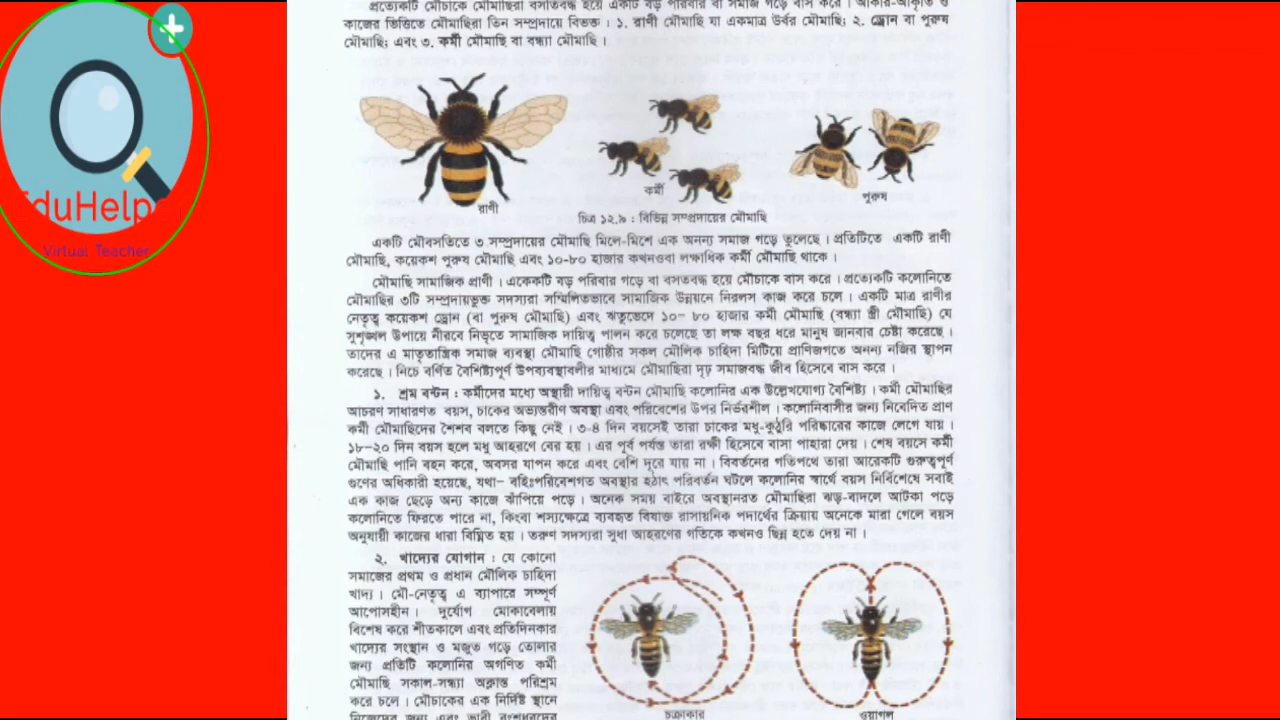 প্রত্যেকটি মৌচাকে মৌমাছিরা বসতিবদ্ধ হয়ে একটি বড় পরিবার বা সমাজ গড়ে বাস করে। আকার-আকৃতি ও
কাজের ভিত্তিতে মৌমাছিরা তিন সম্প্রদায়ে বিভক্ত : ১. রাণী মৌমাছি যা একমাত্র উর্বর মৌমাছি; ২. ড্রোন বা পুরুষ
মৌমাছি; এবং ৩. কর্মী মৌমাছি বা বন্ধ্যা মৌমাছি।
রাণী
কর্মী
পুরুষ
চিত্র ১২.৯ : বিভিন্ন সম্প্রদায়ের মৌমাছি
একটি মৌবসতিতে ৩ সম্প্রদায়ের মৌমাছি মিলে-মিশে এক অনন্য সমাজ গড়ে তুলেছে। প্রতিটিতে একটি রাণী
মৌমাছি, কয়েকশ পুরুষ মৌমাছি এবং ১০-৮০ হাজার কখনওবা লক্ষাধিক কর্মী মৌমাছি থাকে।
মৌমাছি সামাজিক প্রাণী। একেকটি বড় পরিবার গড়ে বা বসতবদ্ধ হয়ে মৌচাকে বাস করে। প্রত্যেকটি কলোনিতে
মৌমাছির ৩টি সম্প্রদায়ভুক্ত সদস্যরা সম্মিলিতভাবে সামাজিক উন্নয়নে নিরলস কাজ করে চলে। একটি মাত্র রাণীর
নেতৃত্ব কয়েকশ ড্রোন (বা পুরুষ মৌমাছি) এবং ঋতুভেদে ১০– ৮০ হাজার কর্মী মৌমাছি (বন্ধ্যা স্ত্রী মৌমাছি) যে
সুশৃঙ্খল উপায়ে নীরবে নিভৃতে সামাজিক দায়িত্ব পালন করে চলেছে তা লক্ষ বছর ধরে মানুষ জানবার চেষ্টা করেছে।
তাদের এ মাতৃতান্ত্রিক সমাজ ব্যবস্থা মৌমাছি গোষ্ঠীর সকল মৌলিক চাহিদা মিটিয়ে প্রাণিজগতে অনন্য নজির স্থাপন
করেছে। নিচে বর্ণিত বৈশিষ্ট্যপূর্ণ উপব্যবস্থাবলীর মাধ্যমে মৌমাছিরা দৃঢ় সমাজবদ্ধ জীব হিসেবে বাস করে।
১. শ্রম বন্টন : কর্মীদের মধ্যে অস্থায়ী দায়িত্ব বন্টন মৌমাছি কলোনির এক উল্লেখযোগ্য বৈশিষ্ট্য। কর্মী মৌমাছির
আচরণ সাধারণত বয়স, চাকের অভ্যন্তরীণ অবস্থা এবং পরিবেশের উপর নির্ভরশীল। কলোনিবাসীর জন্য নিবেদিত প্রাণ
কর্মী মৌমাছিদের শৈশব বলতে কিছু নেই। ৩-৪ দিন বয়সেই তারা চাকের মধু-কুঠুরি পরিষ্কারের কাজে লেগে যায়।
১৮–২০ দিন বয়স হলে মধু আহরণে বের হয়। এর পূর্ব পর্যন্ত তারা রক্ষী হিসেবে বাসা পাহারা দেয়। শেষ বয়সে কর্মী
মৌমাছি পানি বহন করে, অবসর যাপন করে এবং বেশি দূরে যায় না। বিবর্তনের গতিপথে তারা আরেকটি গুরুত্বপূর্ণ
গুণের অধিকারী হয়েছে, যথা– বহিঃপরিবেশগত অবস্থার হঠাৎ পরিবর্তন ঘটলে কলোনির স্বার্থে বয়স নির্বিশেষে সবাই
এক কাজ ছেড়ে অন্য কাজে ঝাঁপিয়ে পড়ে। অনেক সময় বাইরে অবস্থানরত মৌমাছিরা ঝড়-বাদলে আটকা পড়ে
কলোনিতে ফিরতে পারে না, কিংবা শস্যক্ষেত্রে ব্যবহৃত বিষাক্ত রাসায়নিক পদার্থের ক্রিয়ায় অনেকে মারা গেলে বয়স
অনুযায়ী কাজের ধারা বিঘ্নিত হয়। তরুণ সদস্যরা সুধা আহরণের গতিকে কখনও ছিন্ন হতে দেয় না।
২. খাদ্যের যোগান : যে কোনো
সমাজের প্রথম ও প্রধান মৌলিক চাহিদা
খাদ্য। মৌ-নেতৃত্ব এ ব্যাপারে সম্পূর্ণ
আপোসহীন। দুর্যোগ মোকাবেলায়
বিশেষ করে শীতকালে এবং প্রতিদিনকার
খাদ্যের সংস্থান ও মজুত গড়ে তোলার
জন্য প্রতিটি কলোনির অগণিত কর্মী
মৌমাছি সকাল-সন্ধ্যা অক্লান্ত পরিশ্রম
করে চলে। মৌচাকের এক নির্দিষ্ট স্থানে
নিজেদের জন্য এবং ভাবী বংশধরদের
চক্রাকার
ওয়াগল
EduHelp
Virtual Teacher